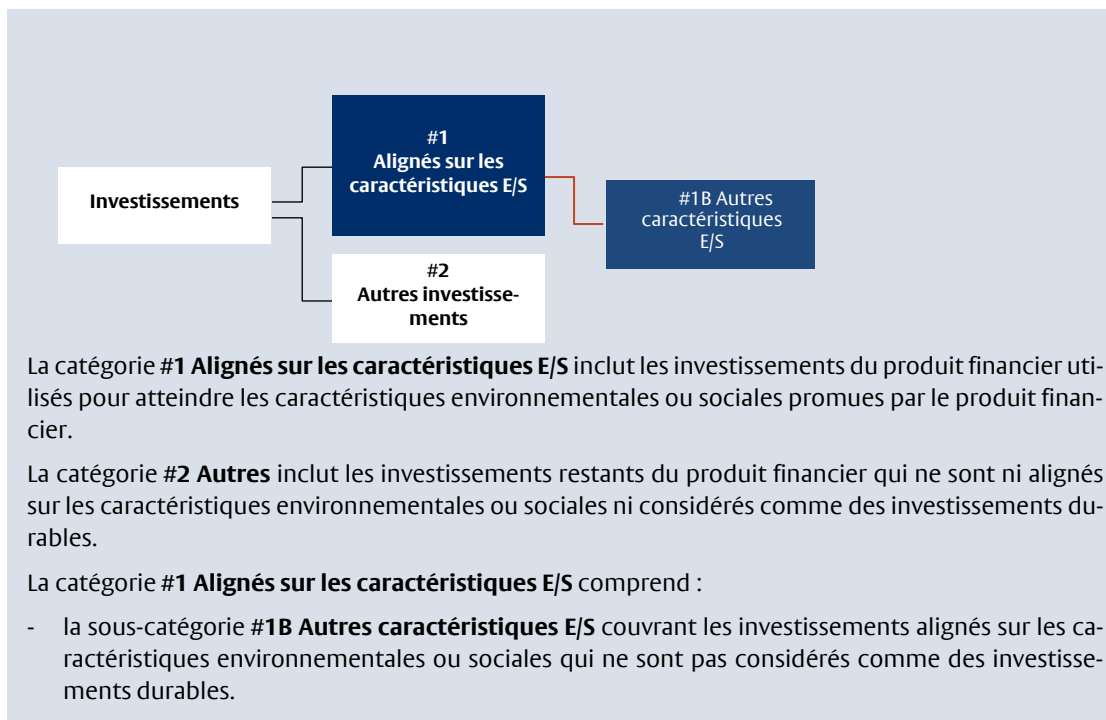 #1
Alignés sur les
caractéristiques E/S
Investissements
#1B Autres
caractéristiques
E/S
#2
Autres investisse-
ments
La catégorie #1 Alignés sur les caractéristiques E/S inclut les investissements du produit financier uti-
lisés pour atteindre les caractéristiques environnementales ou sociales promues par le produit finan-
cier.
La catégorie #2 Autres inclut les investissements restants du produit financier qui ne sont ni alignés
sur les caractéristiques environnementales ou sociales ni considérés comme des investissements du-
rables.
La catégorie #1 Alignés sur les caractéristiques E/S comprend :
- la sous-catégorie #1B Autres caractéristiques E/S couvrant les investissements alignés sur les ca-
ractéristiques environnementales ou sociales qui ne sont pas considérés comme des investisse-
ments durables.